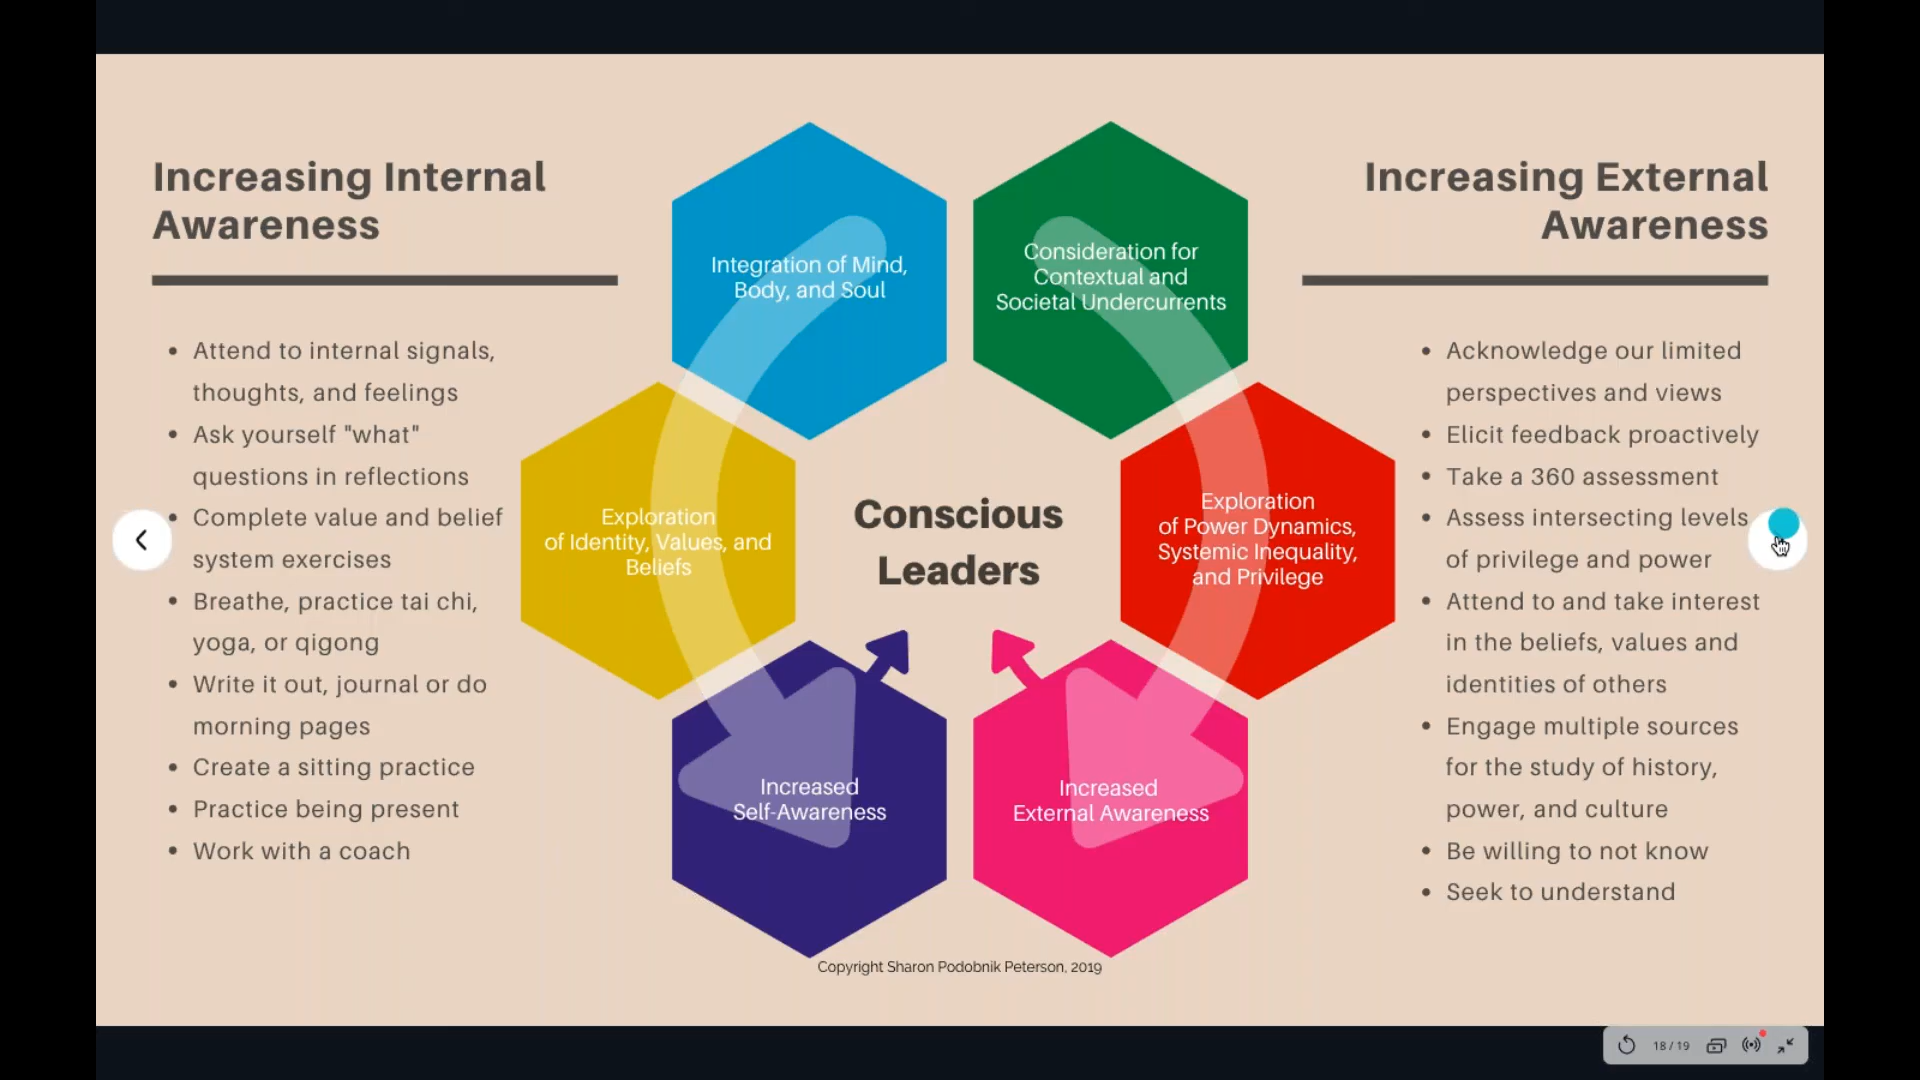 Increasing Internal
Awareness
Attend to internal signals,
thoughts, and feelings
Ask yourself "what"
questions in reflections
Complete value and belief
system exercises
Breathe, practice tai chi,
yoga, or qigong
Write it out, journal or do
morning pages
Create a sitting practice
Practice being present
Work with a coach
Integration of Mind,
Body, and Soul
Consideration for
Contextual and
Societal Undercurrents
Exploration
of Identity, Values, and
Beliefs
Conscious
Leaders
Exploration
of Power Dynamics,
Systemic Inequality,
and Privilege
Increased
Self-Awareness
Increased
External Awareness
Copyright Sharon Podobnik Peterson, 2019
Increasing External
Awareness
Acknowledge our limited
perspectives and views
Elicit feedback proactively
Take a 360 assessment
Assess intersecting levels
of privilege and power
Attend to and take interest
in the beliefs, values and
identities of others
Engage multiple sources
for the study of history,
power, and culture
Be willing to not know
Seek to understand
18 / 19